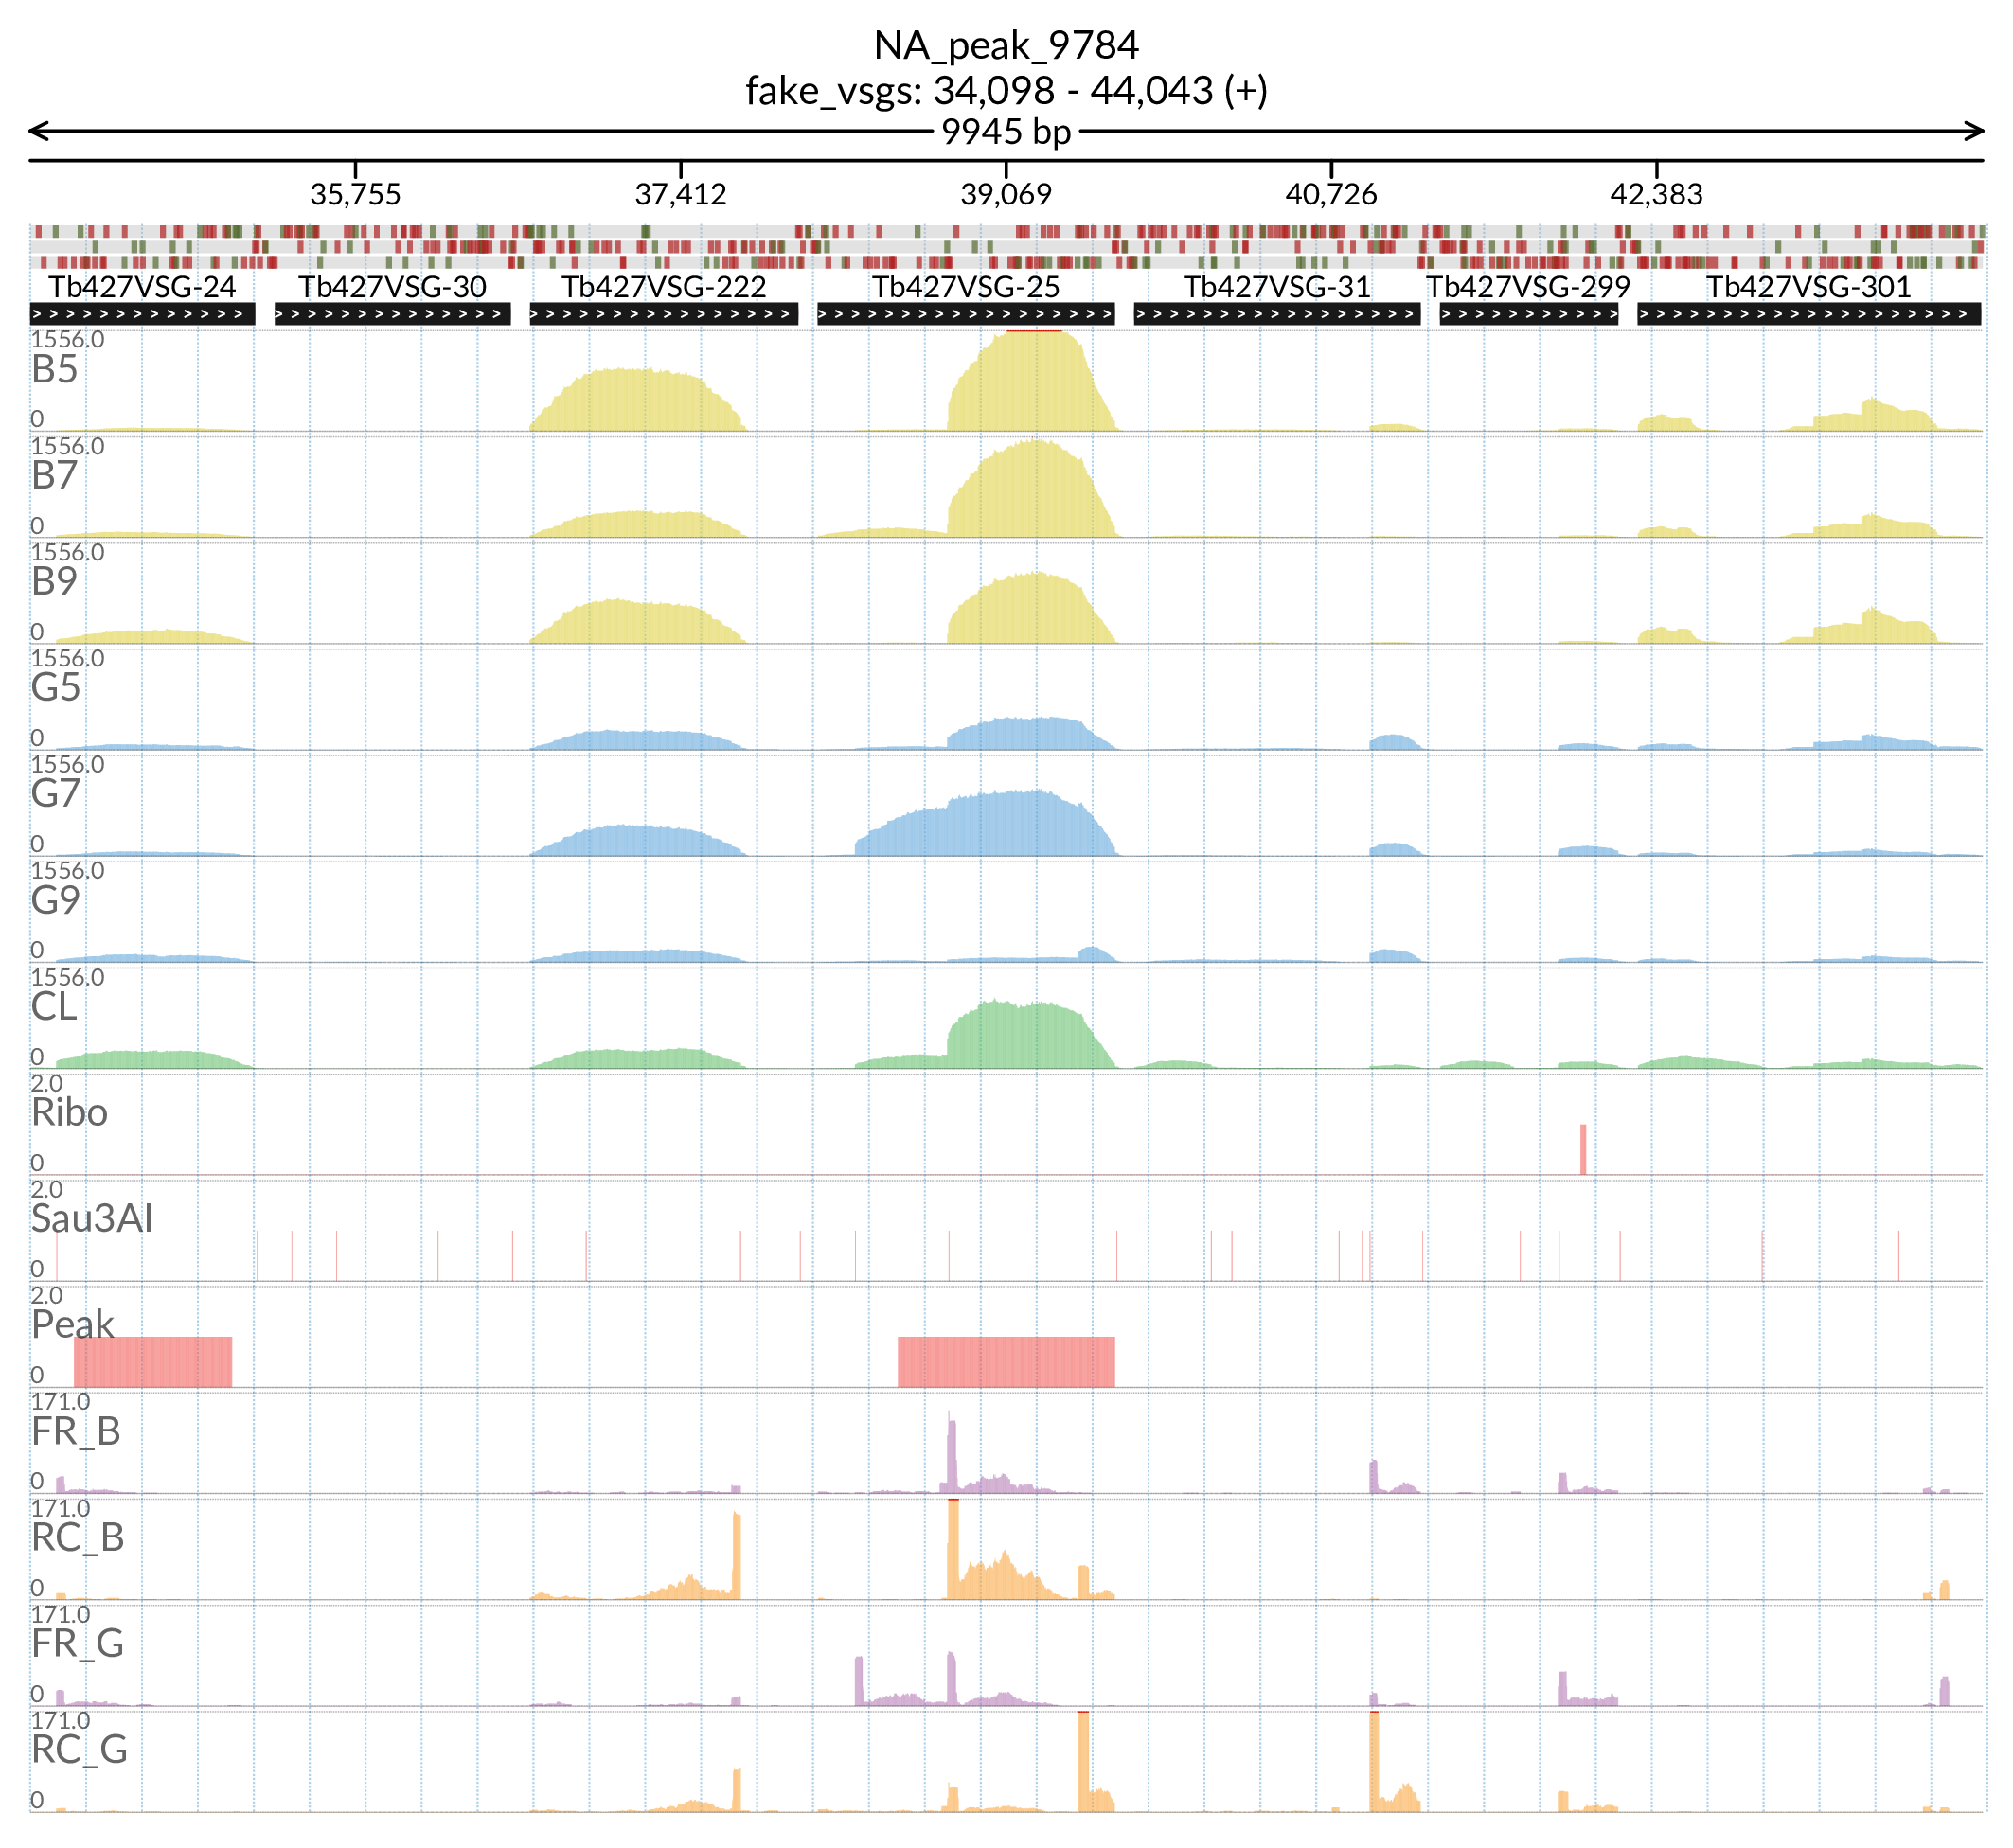 NA_peak_9784
fake_vsgs: 34,098 - 44,043 (+)
9945 bp
35,755 37,412 39,069 40,726 42,383
Tb427VSG-24 Tb427VSG-30 Tb427VSG-222 Tb427VSG-25 Tb427VSG-31 Tb427VSG-299 Tb427VSG-301
1556.0
B5
0
1556.0
B7
0
1556.0
B9
0
1556.0
G5
0
1556.0
G7
0
1556.0
G9
0
1556.0
CL
0
2.0
Ribo
0
2.0
Sau3AI
0
2.0
Peak
0
171.0
FR_B
0
171.0
RC_B
0
171.0
FR_G
0
171.0
RC_G
0